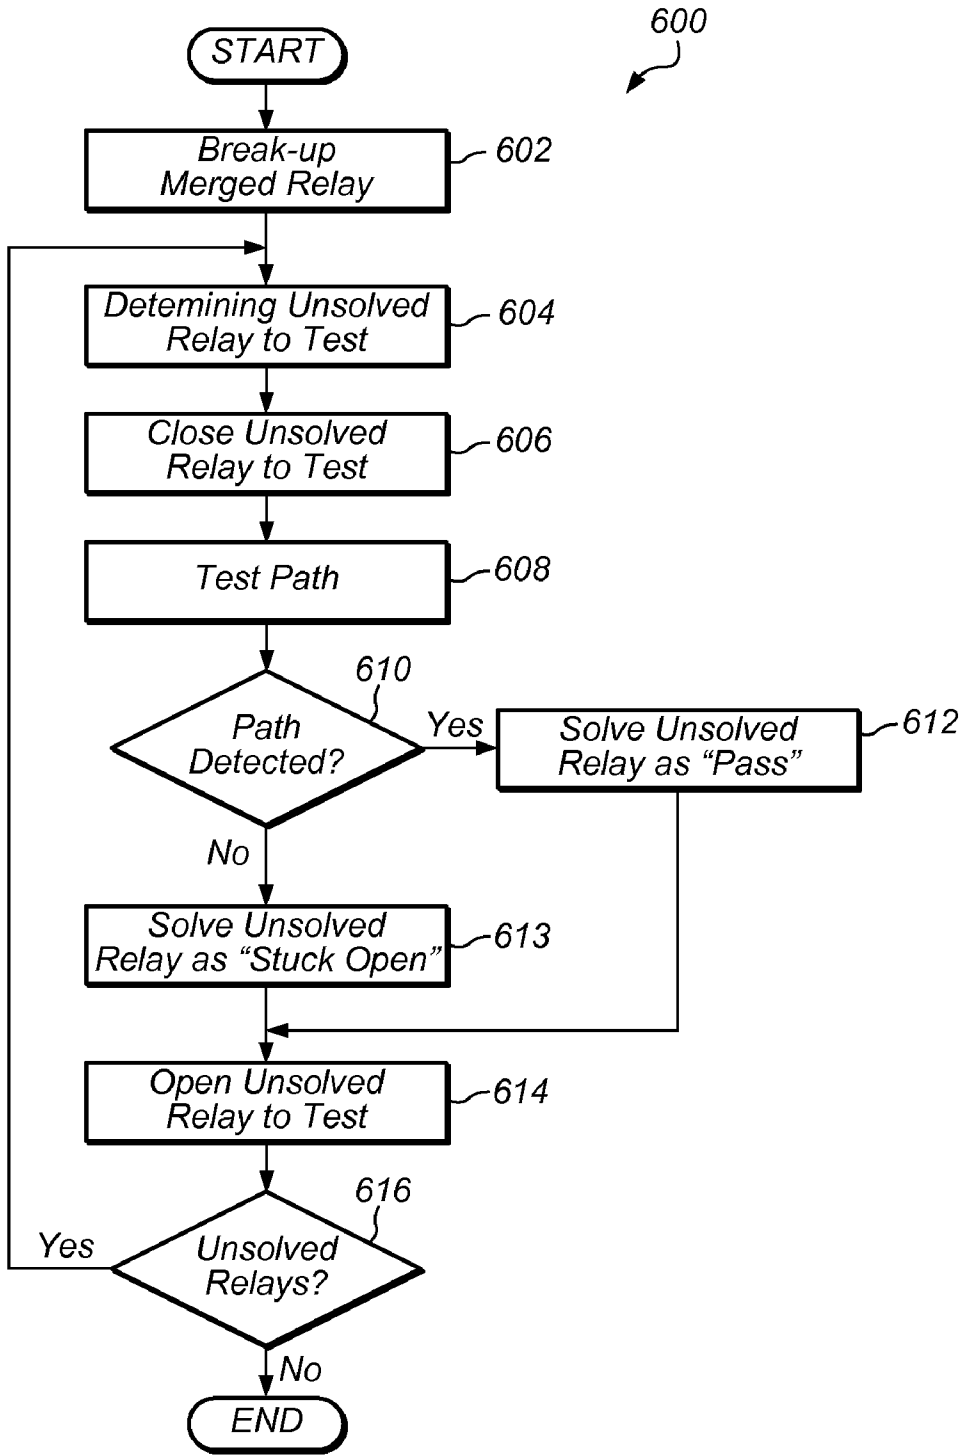 600
START
Break-up
Merged Relay
602
Detemining Unsolved
Relay to Test
604
Close Unsolved
Relay to Test
606
Test Path
608
610
Path
Detected?
Yes
Solve Unsolved
Relay as “Pass”
612
No
Solve Unsolved
Relay as “Stuck Open”
613
Open Unsolved
Relay to Test
614
616
Unsolved
Relays?
Yes
No
END